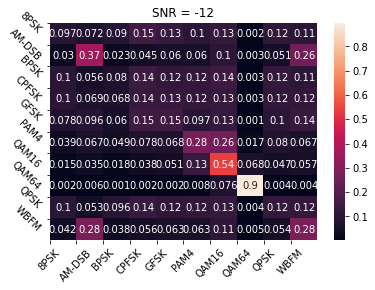 SNR = -12
8PSK 0.097 0.072 0.09 0.15 0.13 0.1 0.13 0.002 0.12 0.11
AM-DSB 0.03 0.37 0.023 0.045 0.06 0.06 0.1 0.003 0.051 0.26
BPSK 0.1 0.056 0.08 0.14 0.12 0.14 0.14 0.003 0.12 0.11
CPFSK 0.1 0.069 0.068 0.14 0.13 0.12 0.13 0.003 0.12 0.12
GFSK 0.078 0.096 0.06 0.15 0.15 0.097 0.13 0.001 0.1 0.14
PAM4 0.039 0.067 0.049 0.078 0.068 0.28 0.26 0.017 0.08 0.067
QAM16 0.015 0.035 0.018 0.038 0.051 0.13 0.54 0.068 0.047 0.057
QAM64 0.002 0.006 0.001 0.002 0.002 0.008 0.076 0.9 0.004 0.004
QPSK 0.1 0.053 0.096 0.14 0.12 0.12 0.13 0.004 0.12 0.12
WBFM 0.042 0.28 0.038 0.056 0.063 0.063 0.11 0.005 0.054 0.28
8PSK AM-DSB BPSK CPFSK GFSK PAM4 QAM16 QAM64 QPSK WBFM
0.8
0.7
0.6
0.5
0.4
0.3
0.2
0.1